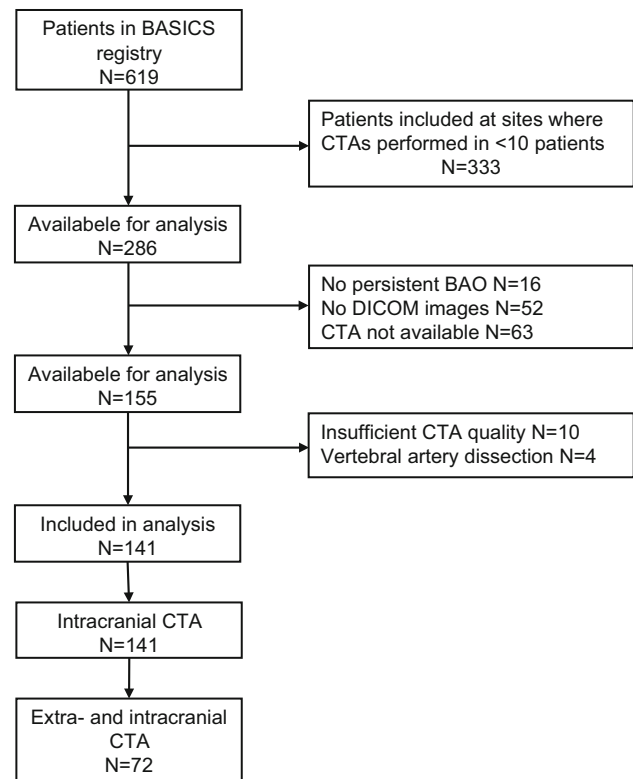 Patients in BASICS
registry
N=619
Patients included at sites where
CTAs performed in <10 patients
N=333
Availabele for analysis
N=286
No persistent BAO N=16
No DICOM images N=52
CTA not available N=63
Availabele for analysis
N=155
Insufficient CTA quality N=10
Vertebral artery dissection N=4
Included in analysis
N=141
Intracranial CTA
N=141
Extra- and intracranial
CTA
N=72